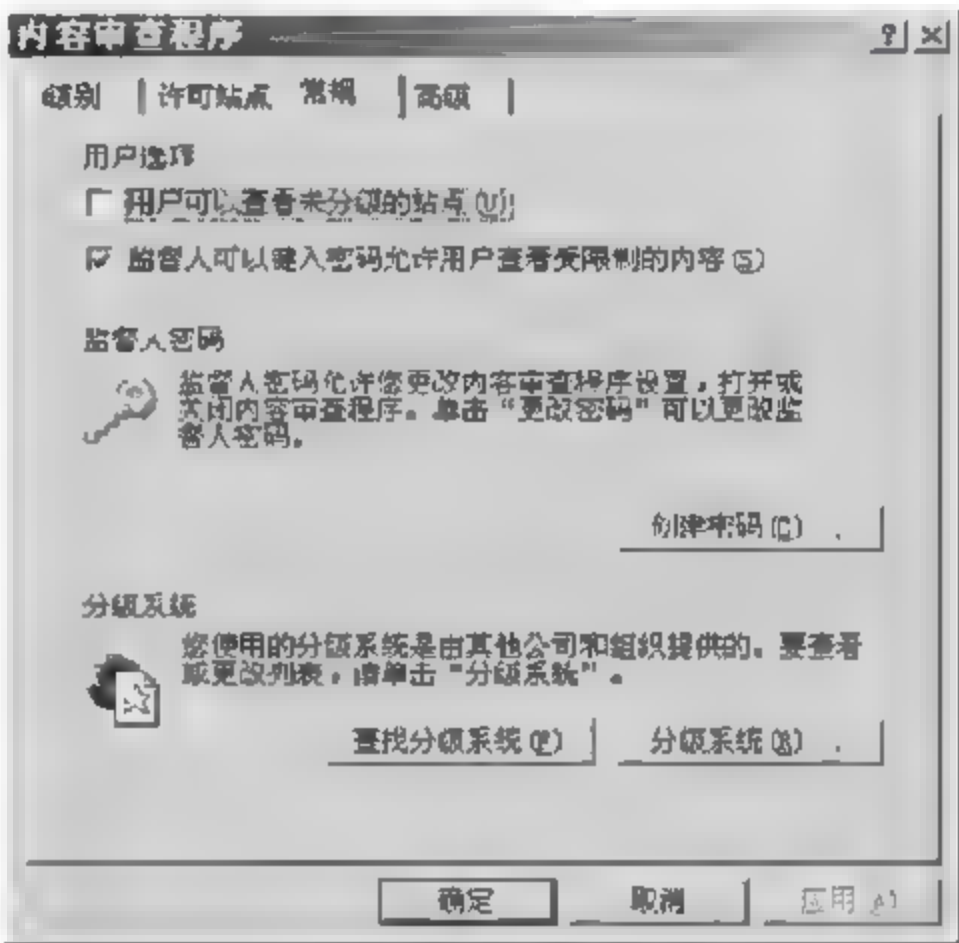 内容审查程序
级别 许可站点 常规 高级
用户选项
用户可以查看未分级的站点(U)
监督人可以键入密码允许用户查看受限制的内容(S)
监督人密码
监督人密码允许您更改内容审查程序设置，打开或
关闭内容审查程序。单击“更改密码”可以更改监
督人密码。
创建密码(C)
分级系统
您使用的分级系统是由其他公司和组织提供的。要查看
或更改列表，请单击“分级系统”。
查找分级系统(F) 分级系统(R)
确定 取消 应用(A)